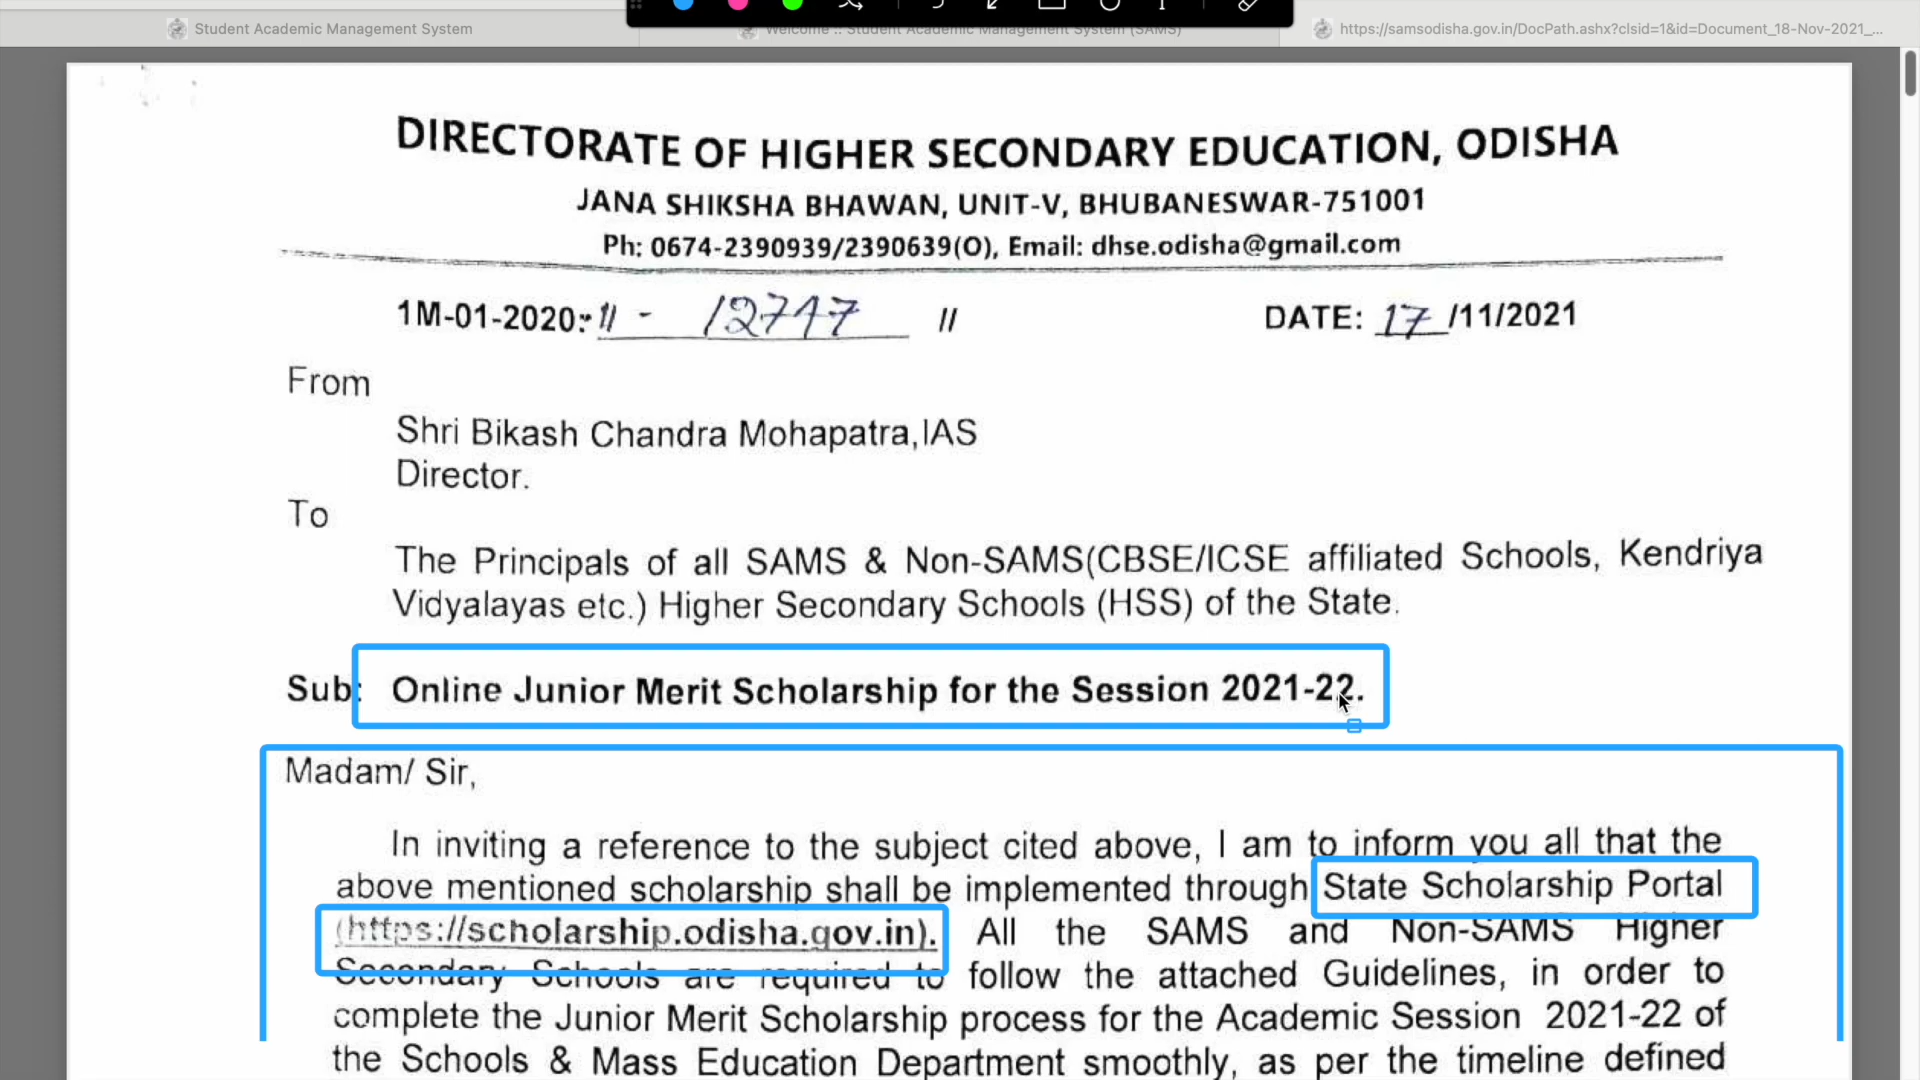 Student Academic Management System
Welcome :: Student Academic Management System (SAMS)
https://samsodisha.gov.in/DocPath.ashx?clsid=1&id=Document_18-Nov-2021_...
DIRECTORATE OF HIGHER SECONDARY EDUCATION, ODISHA
JANA SHIKSHA BHAWAN, UNIT-V, BHUBANESWAR-751001
Ph: 0674-2390939/2390639(O), Email: dhse.odisha@gmail.com
1M-01-2020:-11 - 12747 // DATE: 17/11/2021
From
Shri Bikash Chandra Mohapatra,IAS
Director.
To
The Principals of all SAMS & Non-SAMS(CBSE/ICSE affiliated Schools, Kendriya
Vidyalayas etc.) Higher Secondary Schools (HSS) of the State.
Sub: Online Junior Merit Scholarship for the Session 2021-22.
Madam/ Sir,
In inviting a reference to the subject cited above, I am to inform you all that the
above mentioned scholarship shall be implemented through State Scholarship Portal
(https://scholarship.odisha.gov.in). All the SAMS and Non-SAMS Higher
Secondary Schools are required to follow the attached Guidelines, in order to
complete the Junior Merit Scholarship process for the Academic Session 2021-22 of
the Schools & Mass Education Department smoothly, as per the timeline defined